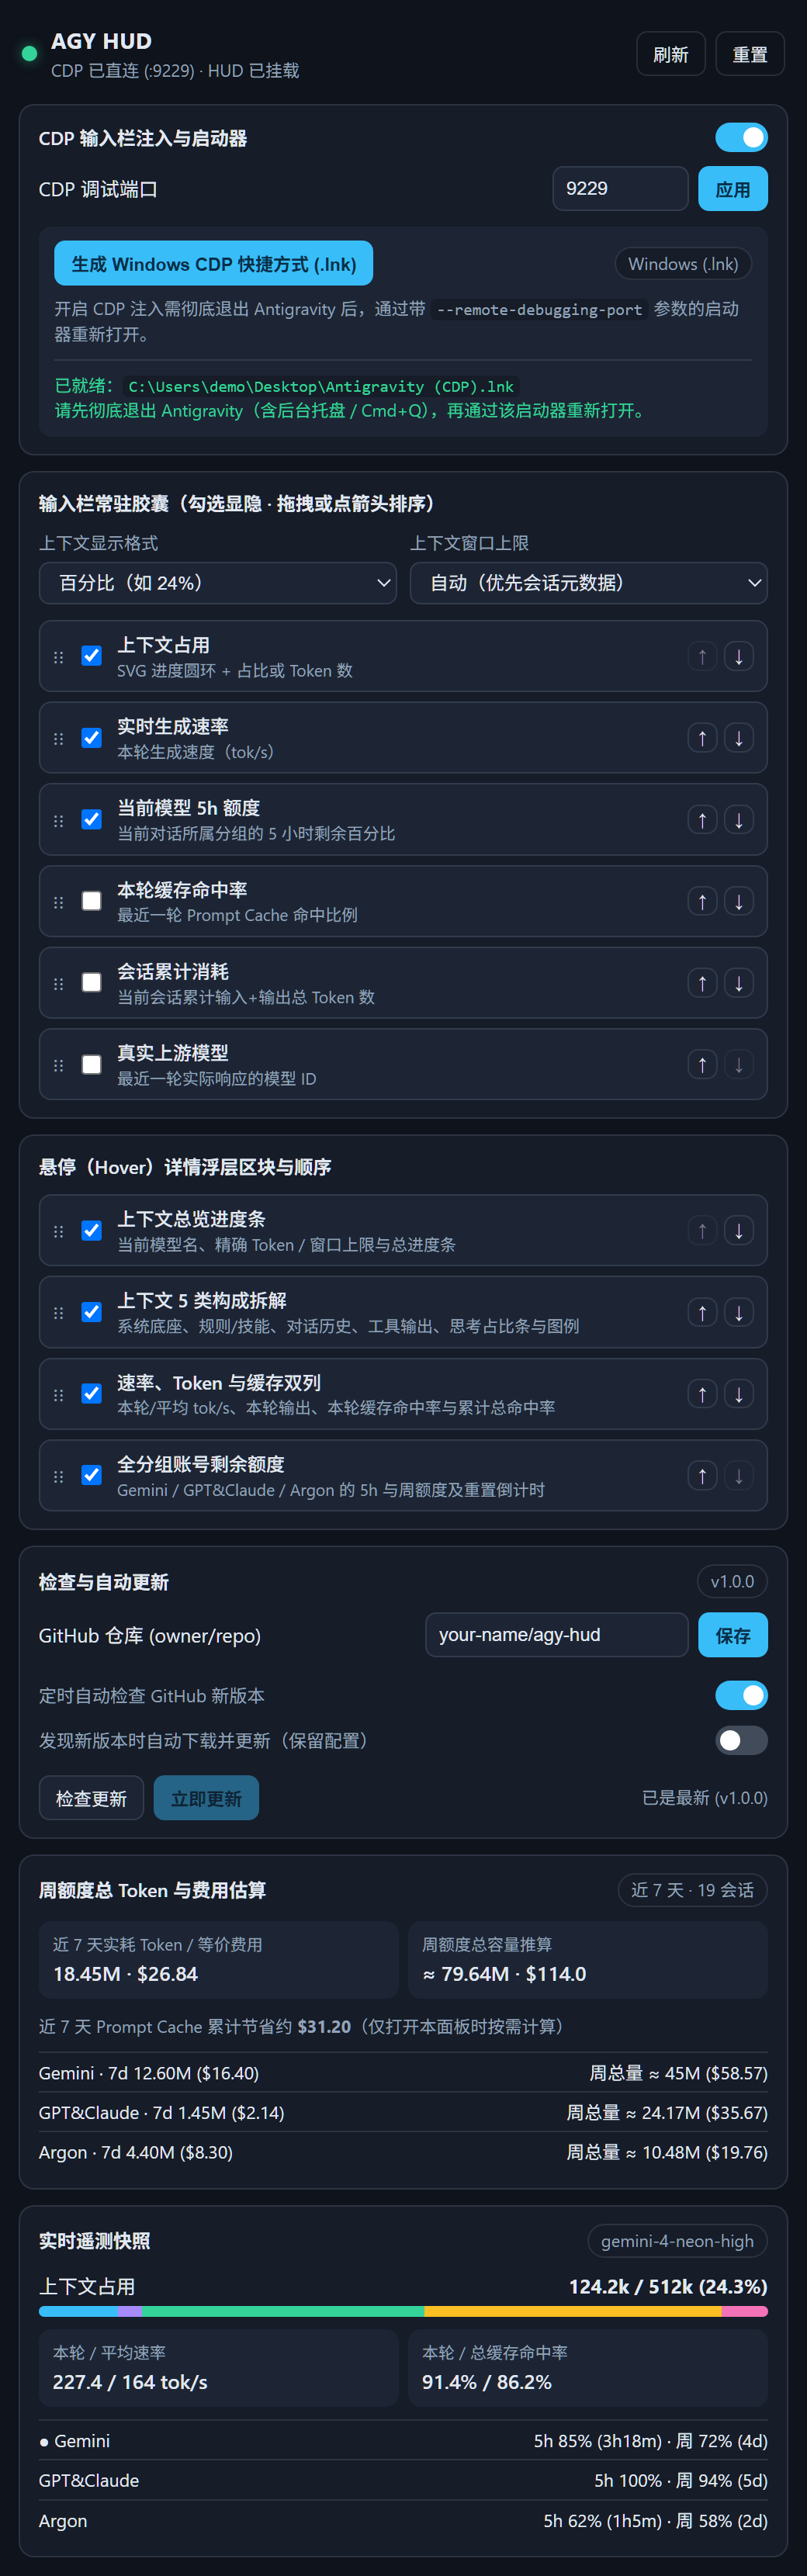 AGY HUD
CDP 已直连 (:9229) · HUD 已挂载
刷新
重置
CDP 输入栏注入与启动器
CDP 调试端口
9229
应用
生成 Windows CDP 快捷方式 (.lnk)
Windows (.lnk)
开启 CDP 注入需彻底退出 Antigravity 后，通过带 --remote-debugging-port 参数的启动
器重新打开。
已就绪： C:\Users\demo\Desktop\Antigravity (CDP).lnk
请先彻底退出 Antigravity（含后台托盘 / Cmd+Q），再通过该启动器重新打开。
输入栏常驻胶囊（勾选显隐 · 拖拽或点箭头排序）
上下文显示格式
上下文窗口上限
百分比（如 24%）
自动（优先会话元数据）
上下文占用
SVG 进度圆环 + 占比或 Token 数
↑ ↓
实时生成速率
本轮生成速度（tok/s）
↑ ↓
当前模型 5h 额度
当前对话所属分组的 5 小时剩余百分比
↑ ↓
本轮缓存命中率
最近一轮 Prompt Cache 命中比例
↑ ↓
会话累计消耗
当前会话累计输入+输出总 Token 数
↑ ↓
真实上游模型
最近一轮实际响应的模型 ID
↑ ↓
悬停（Hover）详情浮层区块与顺序
上下文总览进度条
当前模型名、精确 Token / 窗口上限与总进度条
↑ ↓
上下文 5 类构成拆解
系统底座、规则/技能、对话历史、工具输出、思考占比条与图例
↑ ↓
速率、Token 与缓存双列
本轮/平均 tok/s、本轮输出、本轮缓存命中率与累计总命中率
↑ ↓
全分组账号剩余额度
Gemini / GPT&Claude / Argon 的 5h 与周额度及重置倒计时
↑ ↓
检查与自动更新
v1.0.0
GitHub 仓库 (owner/repo)
your-name/agy-hud
保存
定时自动检查 GitHub 新版本
发现新版本时自动下载并更新（保留配置）
检查更新
立即更新
已是最新 (v1.0.0)
周额度总 Token 与费用估算
近 7 天 · 19 会话
近 7 天实耗 Token / 等价费用
18.45M · $26.84
周额度总容量推算
≈ 79.64M · $114.0
近 7 天 Prompt Cache 累计节省约 $31.20（仅打开本面板时按需计算）
Gemini · 7d 12.60M ($16.40)
周总量 ≈ 45M ($58.57)
GPT&Claude · 7d 1.45M ($2.14)
周总量 ≈ 24.17M ($35.67)
Argon · 7d 4.40M ($8.30)
周总量 ≈ 10.48M ($19.76)
实时遥测快照
gemini-4-neon-high
上下文占用
124.2k / 512k (24.3%)
本轮 / 平均速率
227.4 / 164 tok/s
本轮 / 总缓存命中率
91.4% / 86.2%
● Gemini
5h 85% (3h18m) · 周 72% (4d)
GPT&Claude
5h 100% · 周 94% (5d)
Argon
5h 62% (1h5m) · 周 58% (2d)